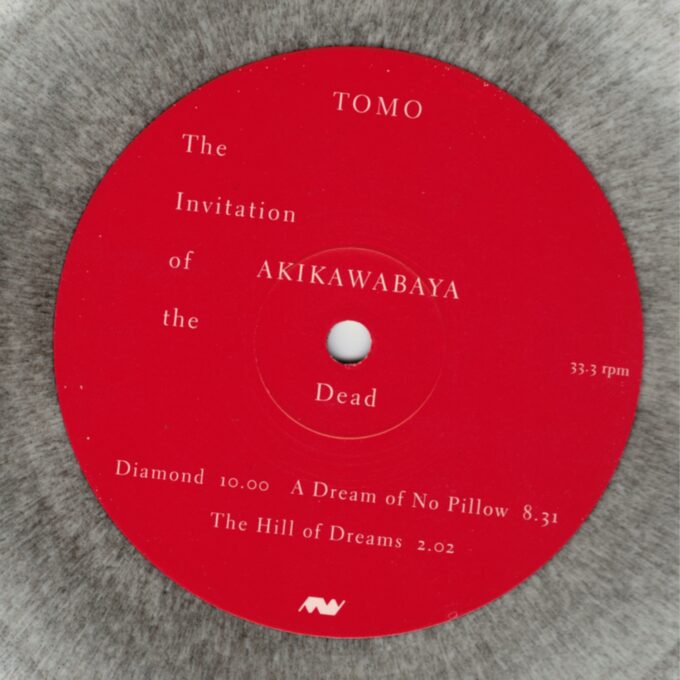 TOMO
The
Invitation
of
AKIKAWABAYA
the
Dead
33.3 rpm
Diamond 10.00 A Dream of No Pillow 8.31
The Hill of Dreams 2.02